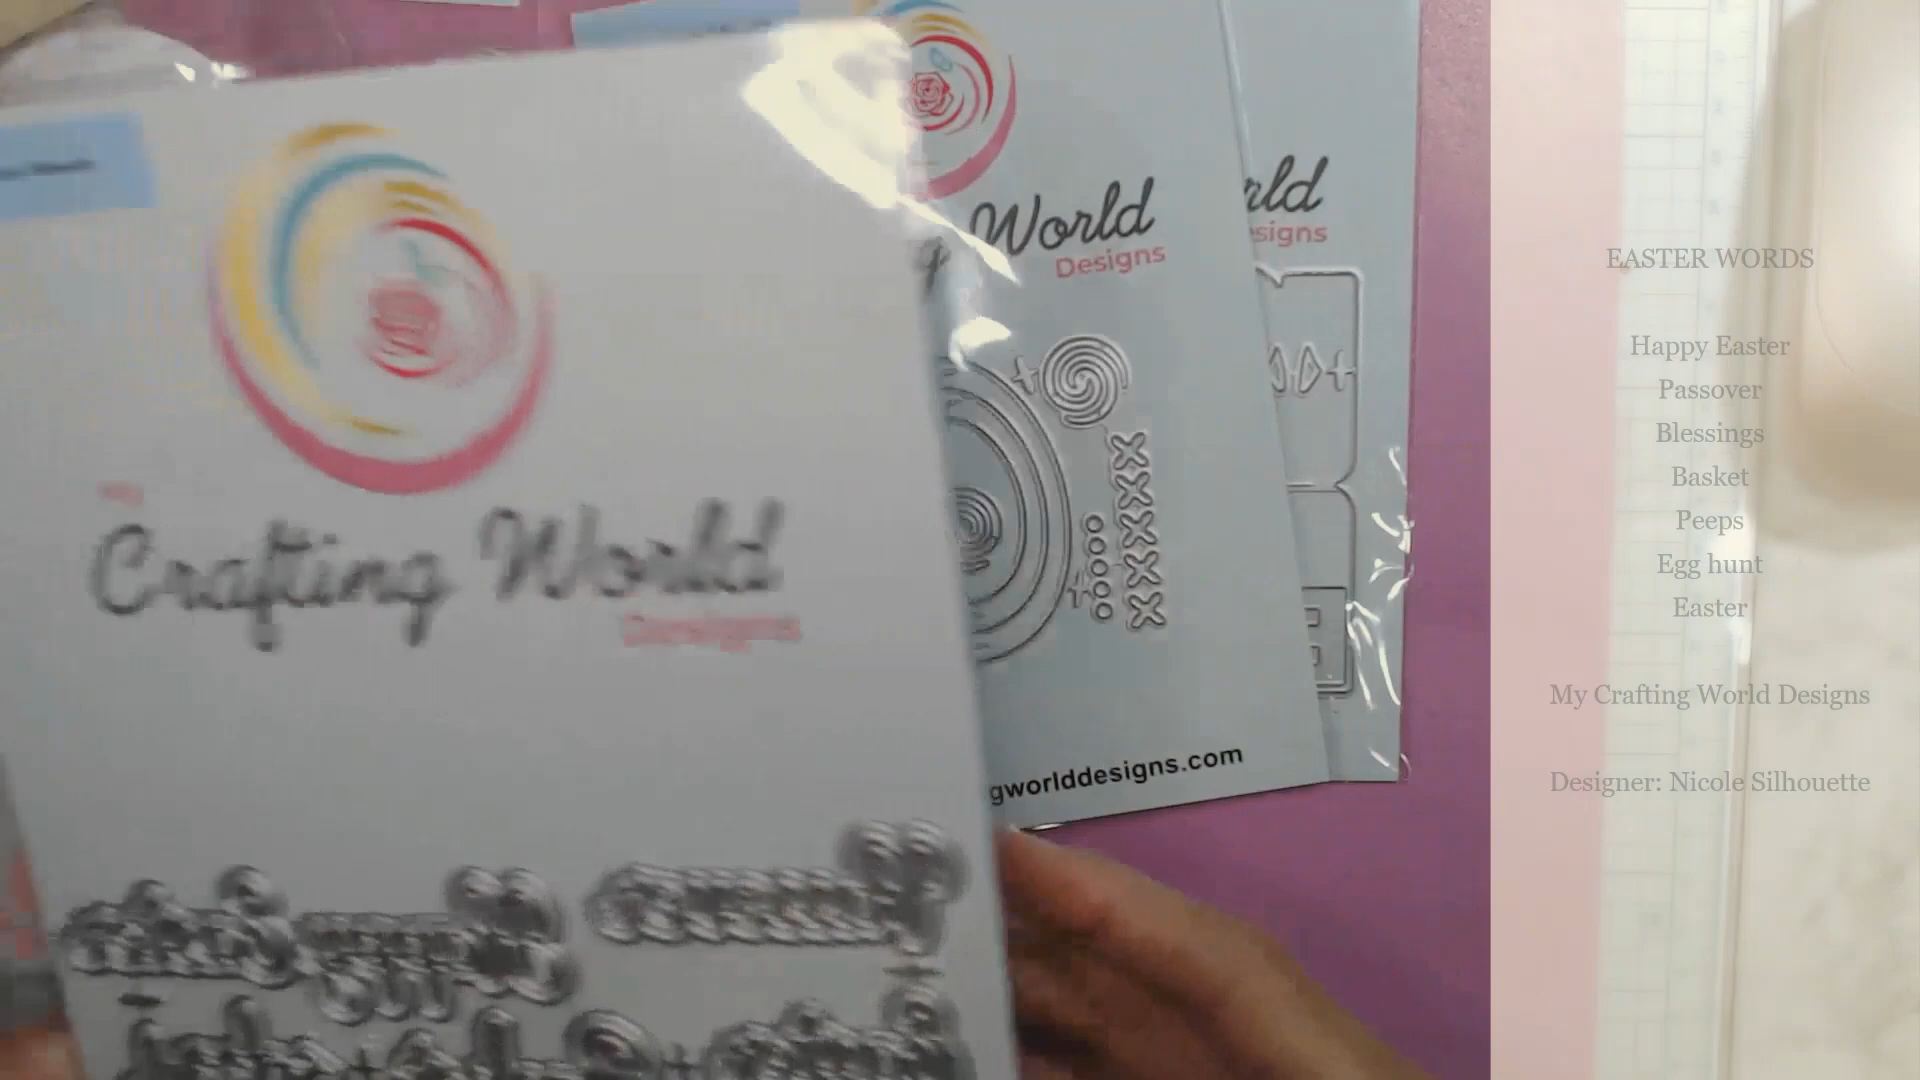 My
Crafting World
Designs
World
Designs
rld
signs
gworlddesigns.com
EASTER WORDS
Happy Easter
Passover
Blessings
Basket
Peeps
Egg hunt
Easter
My Crafting World Designs
Designer: Nicole Silhouette